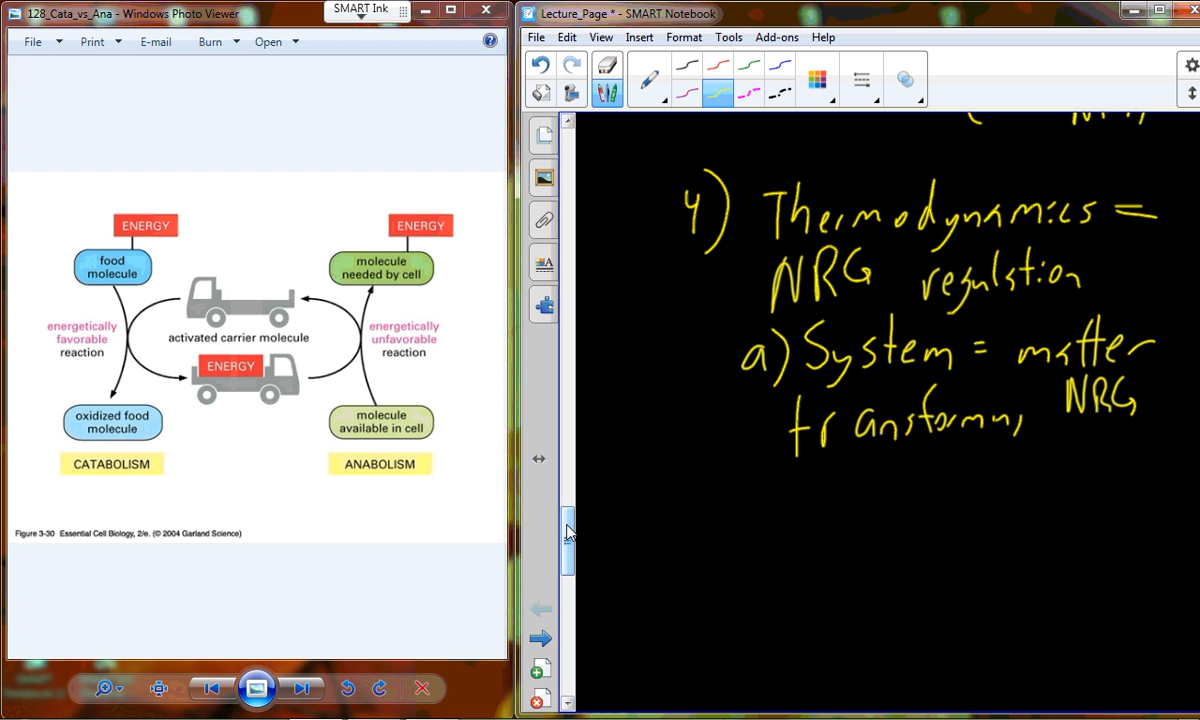 128_Cata_vs_Ana - Windows Photo Viewer
SMART Ink
File Print E-mail Burn Open
ENERGY
food
molecule
ENERGY
molecule
needed by cell
energetically
favorable
reaction
activated carrier molecule
ENERGY
energetically
unfavorable
reaction
oxidized food
molecule
molecule
available in cell
CATABOLISM
ANABOLISM
Figure 3-30 Essential Cell Biology, 2/e. (© 2004 Garland Science)
Lecture_Page * - SMART Notebook
File Edit View Insert Format Tools Add-ons Help
4) Thermodynamics =
NRG regulation
a) System = matter
transforming NRG